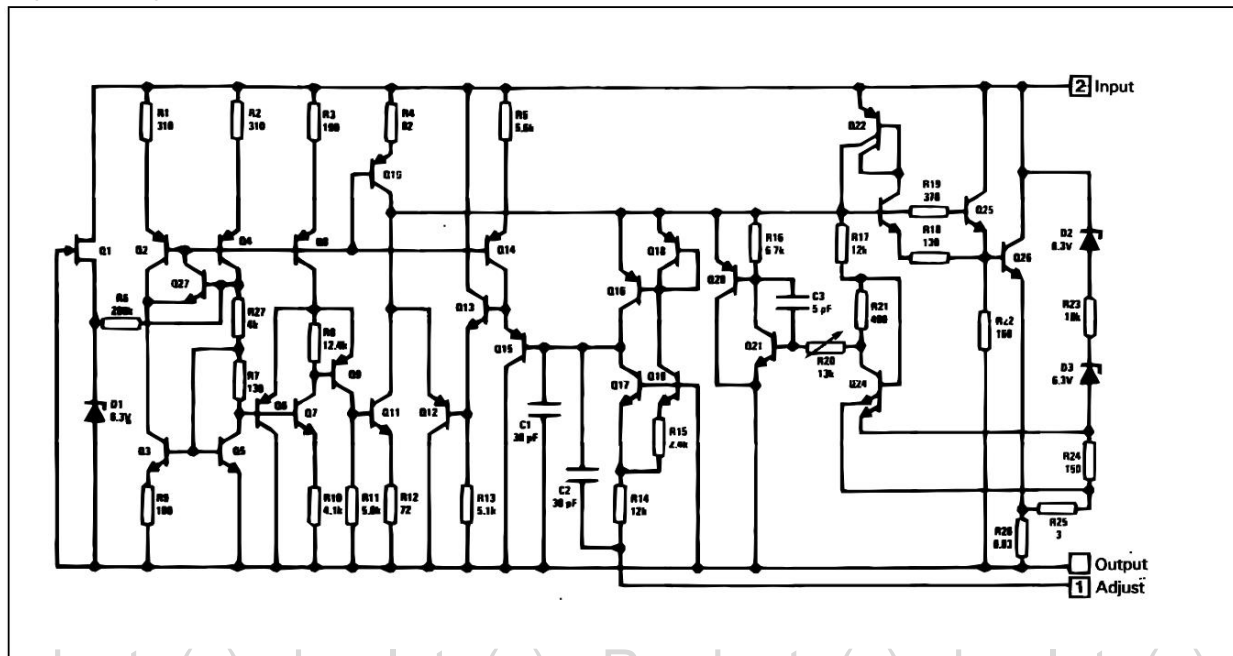 R1
310
R2
310
R3
190
R4
82
R5
5.6k
2 Input
Q22
R19
370
Q25
D2
6.3V
R18
130
Q26
Q1
Q2
Q4
Q14
Q27
R6
200k
R27
4k
Q13
Q16
Q18
Q20
R16
6.7k
R17
12k
C3
5 pF
R21
400
R22
160
R23
18k
D3
6.3V
D1
6.3V
R7
130
R8
12.4k
Q9
Q6
Q7
Q11
Q12
Q15
Q17
Q21
R20
13k
Q24
C1
30 pF
C2
30 pF
R15
2.4k
Q3
Q5
R9
180
R10
4.1k
R11
5.8k
R12
72
R13
5.1k
R14
12k
R24
150
R25
3
R26
Output
1 Adjust